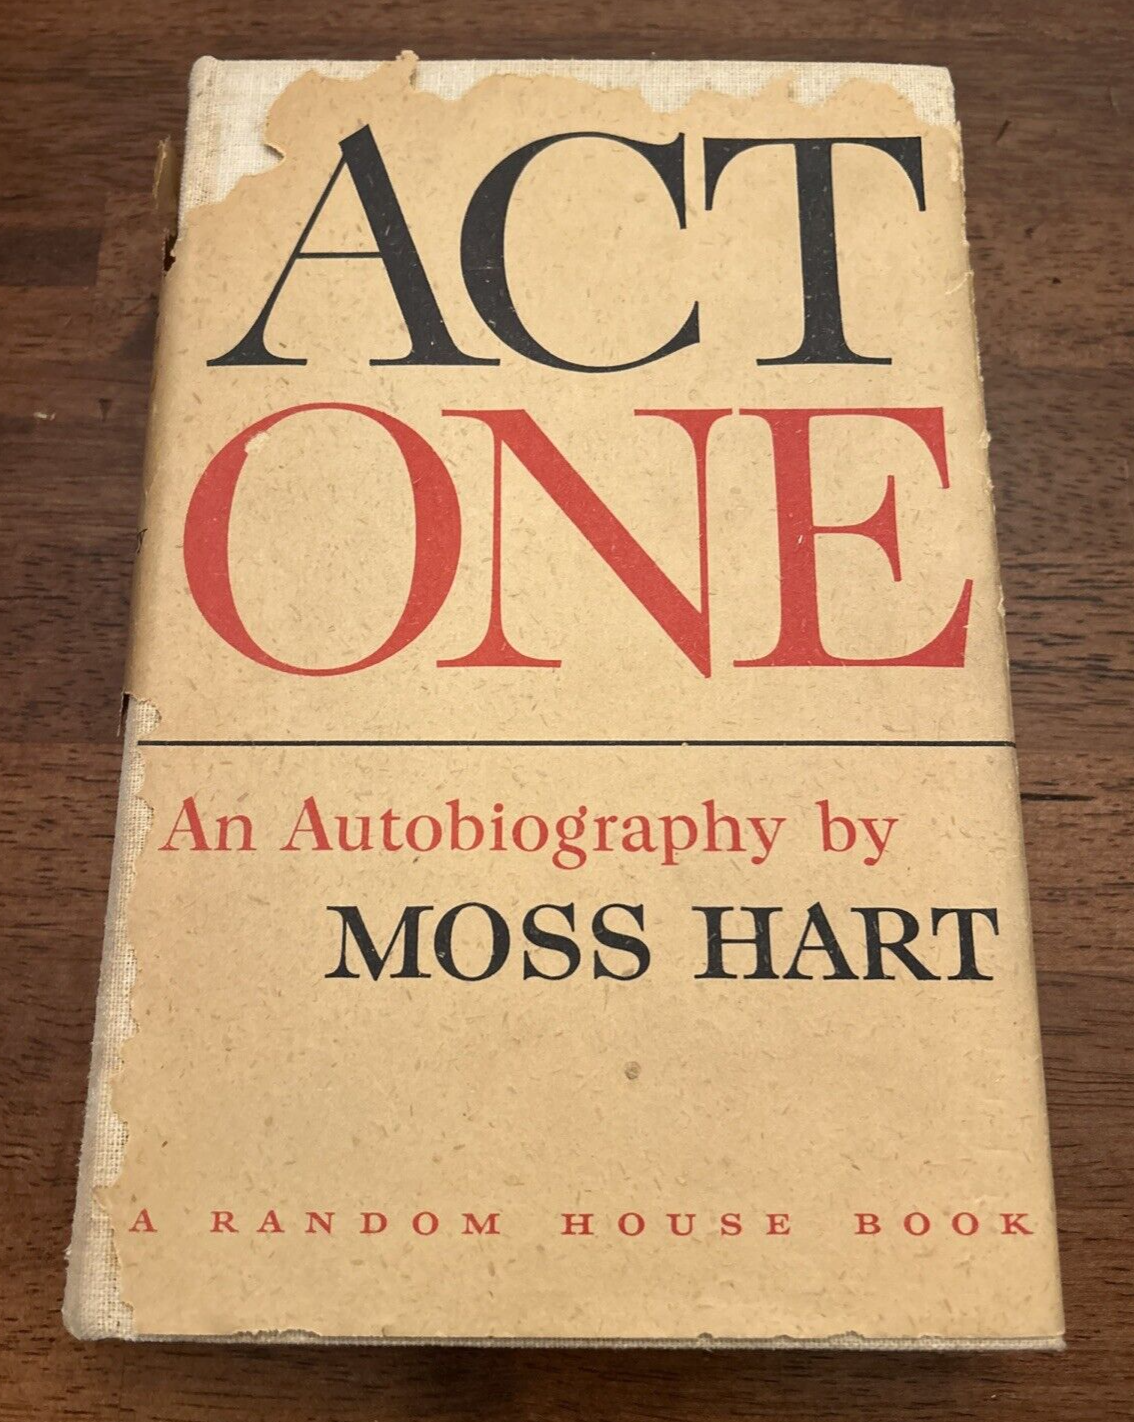 ACT
ONE
An Autobiography by
MOSS HART
A RANDOM HOUSE BOOK